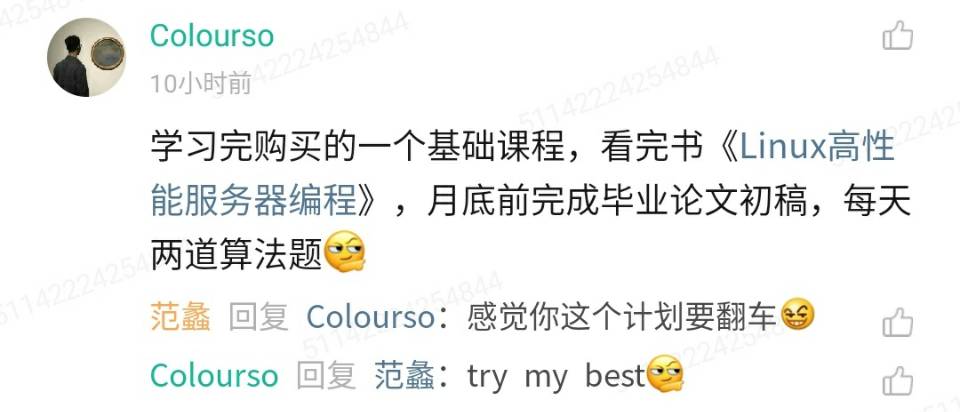 Colourso
10小时前
学习完购买的一个基础课程，看完书《Linux高性
能服务器编程》，月底前完成毕业论文初稿，每天
两道算法题
范蠡 回复 Colourso：感觉你这个计划要翻车
Colourso 回复 范蠡：try my best
51142224254844
51142224254844
51142224254844